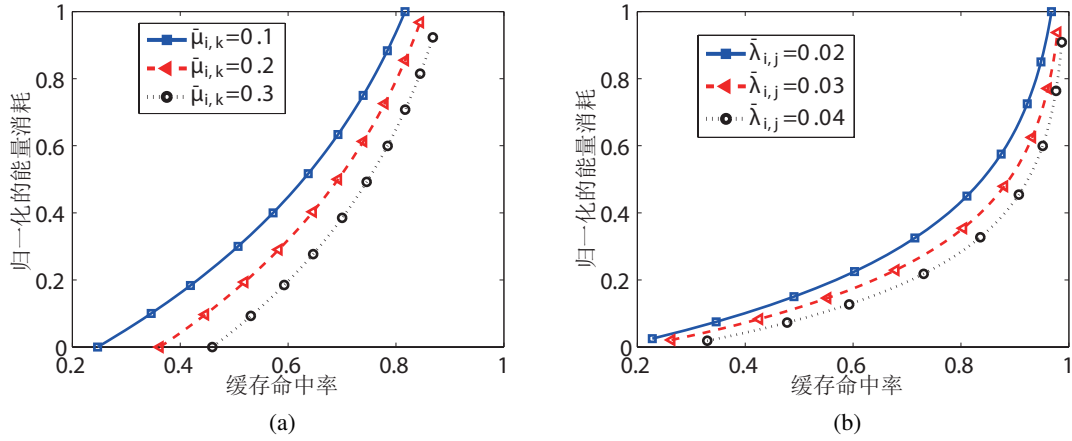 1
0.8
0.6
0.4
0.2
0
归一化的能量消耗
μ̄i,k=0.1
μ̄i,k=0.2
μ̄i,k=0.3
0.2 0.4 0.6 0.8 1
缓存命中率
(a)
1
0.8
0.6
0.4
0.2
0
归一化的能量消耗
λ̄i,j=0.02
λ̄i,j=0.03
λ̄i,j=0.04
0.2 0.4 0.6 0.8 1
缓存命中率
(b)